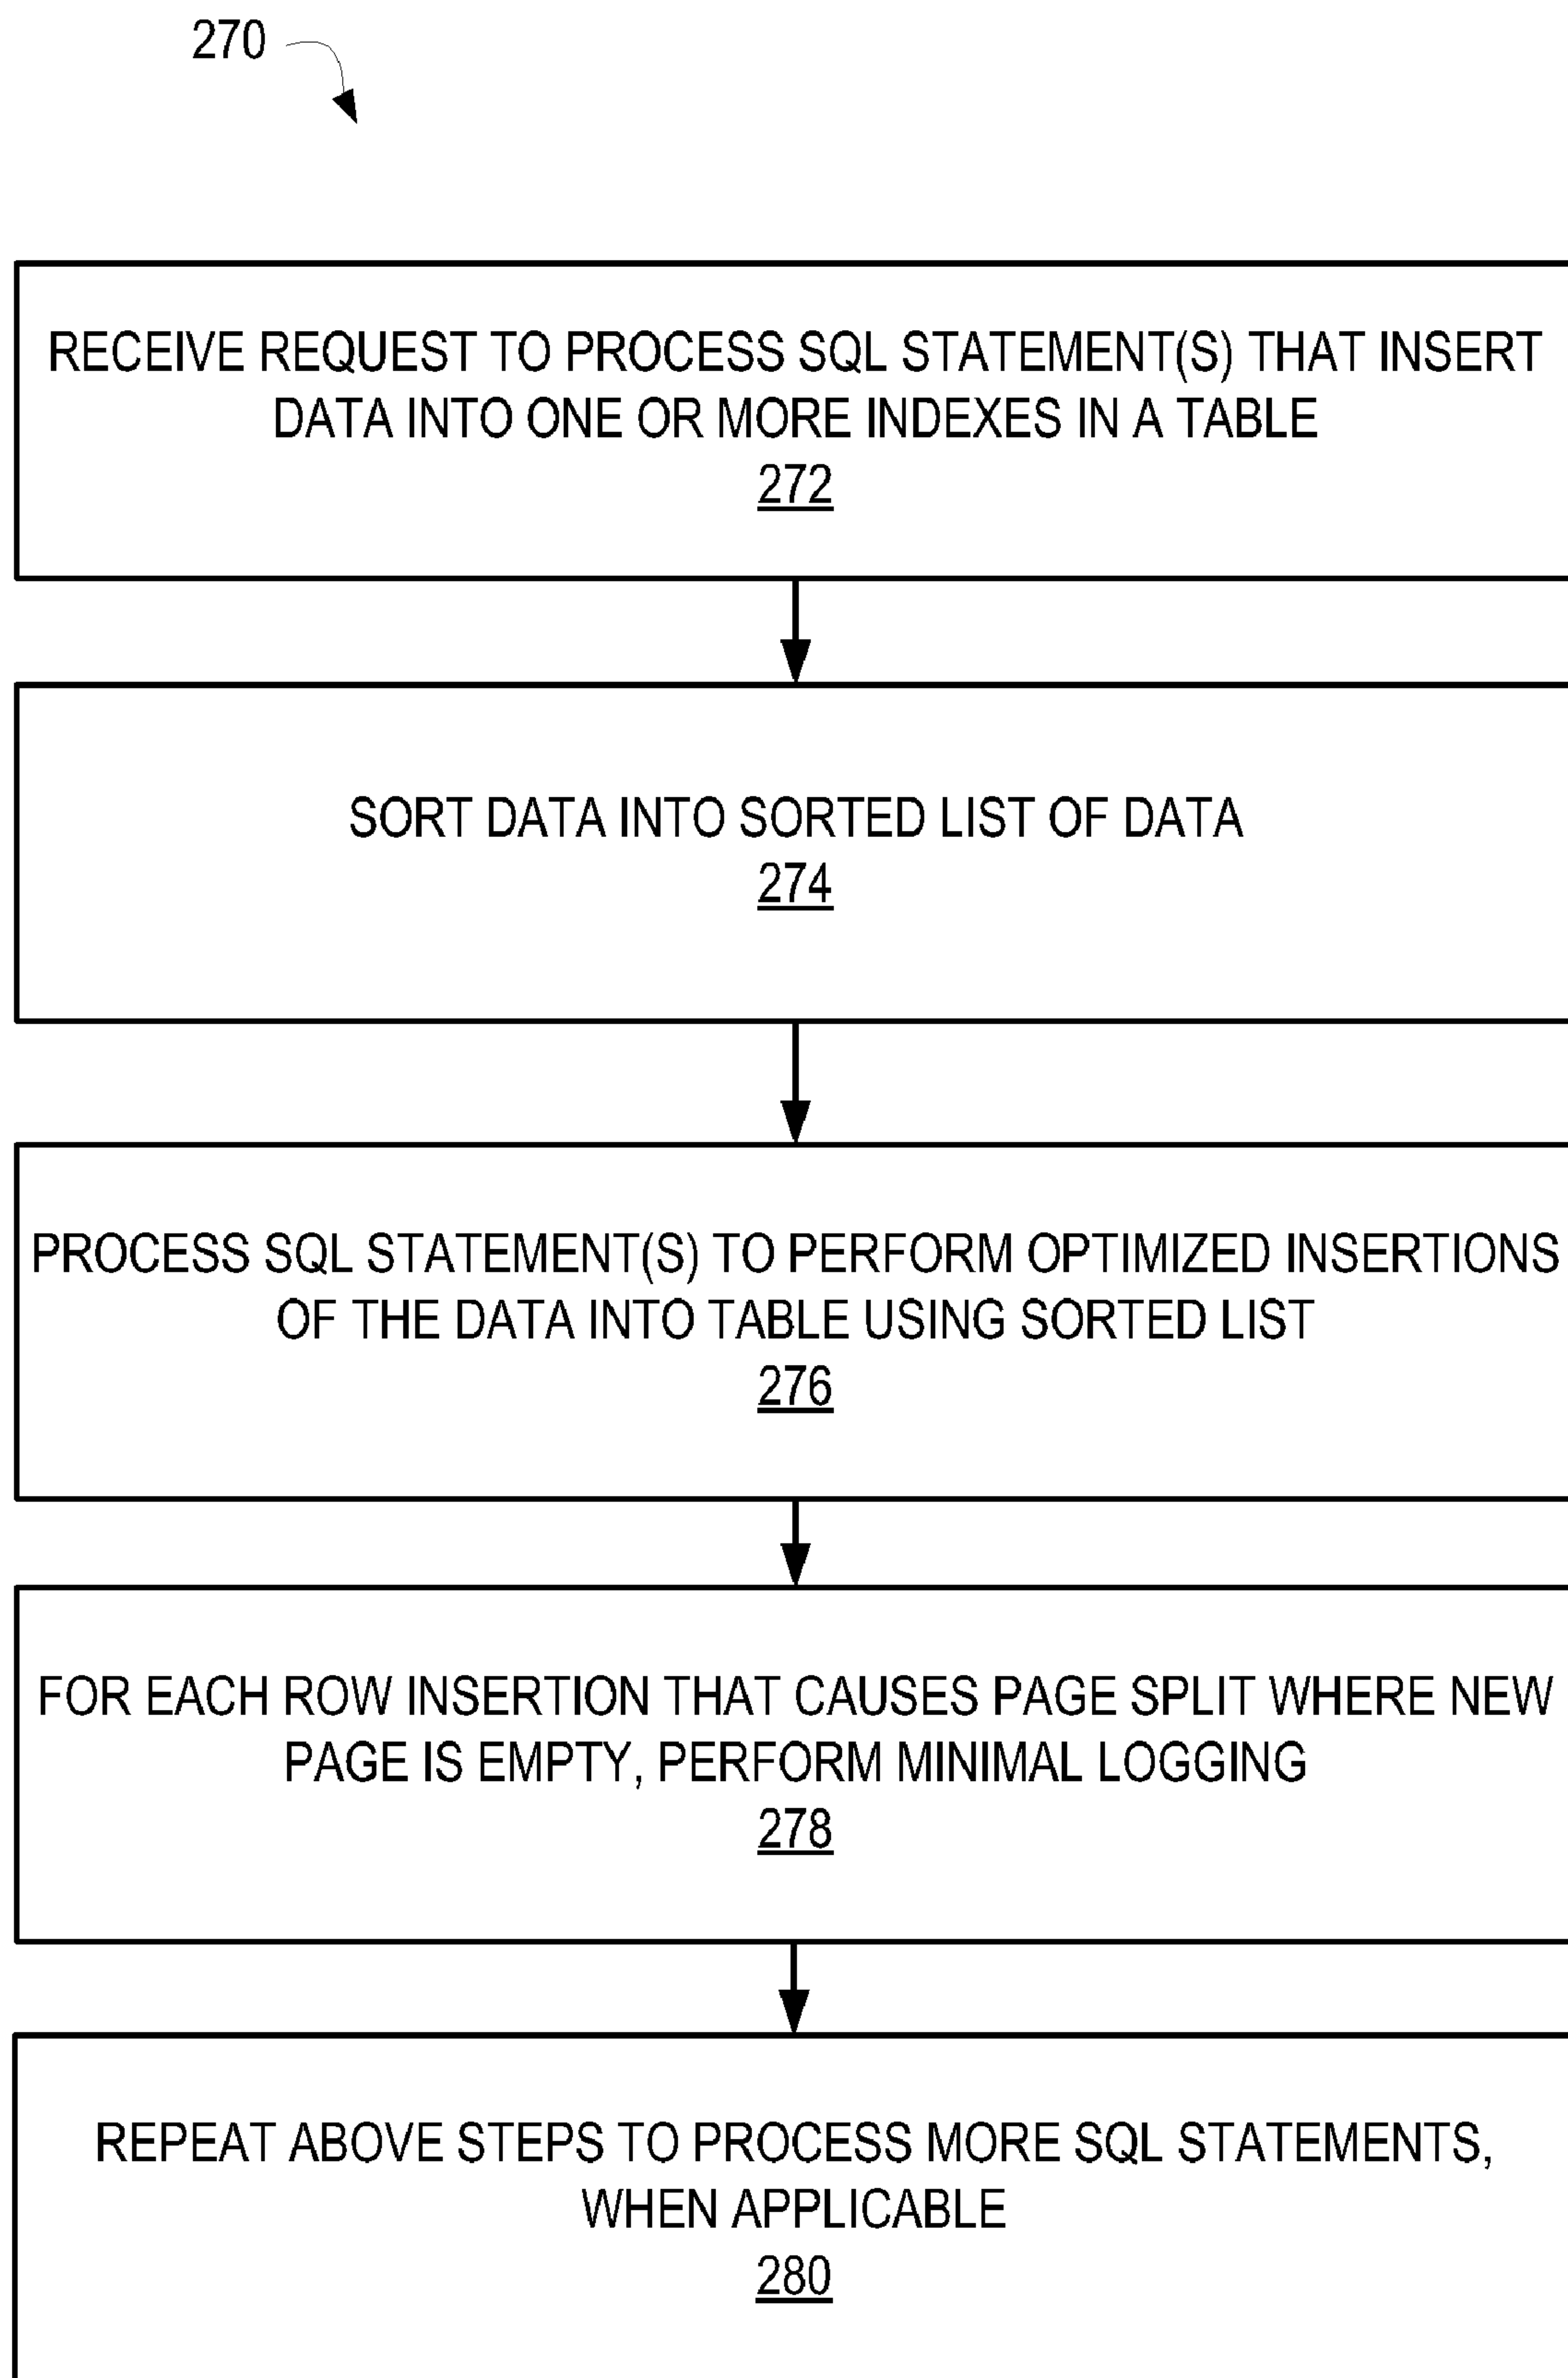 270
RECEIVE REQUEST TO PROCESS SQL STATEMENT(S) THAT INSERT
DATA INTO ONE OR MORE INDEXES IN A TABLE
272
SORT DATA INTO SORTED LIST OF DATA
274
PROCESS SQL STATEMENT(S) TO PERFORM OPTIMIZED INSERTIONS
OF THE DATA INTO TABLE USING SORTED LIST
276
FOR EACH ROW INSERTION THAT CAUSES PAGE SPLIT WHERE NEW
PAGE IS EMPTY, PERFORM MINIMAL LOGGING
278
REPEAT ABOVE STEPS TO PROCESS MORE SQL STATEMENTS,
WHEN APPLICABLE
280